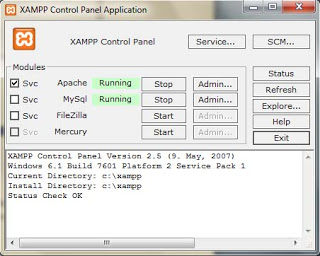 XAMPP Control Panel Application
XAMPP Control Panel
Service...
SCM...
Modules
Svc Apache Running Stop Admin...
Svc MySql Running Stop Admin...
Svc FileZilla Start Admin...
Svc Mercury Start Admin...
Status
Refresh
Explore...
Help
Exit
XAMPP Control Panel Version 2.5 (9. May, 2007)
Windows 6.1 Build 7601 Platform 2 Service Pack 1
Current Directory: c:\xampp
Install Directory: c:\xampp
Status Check OK